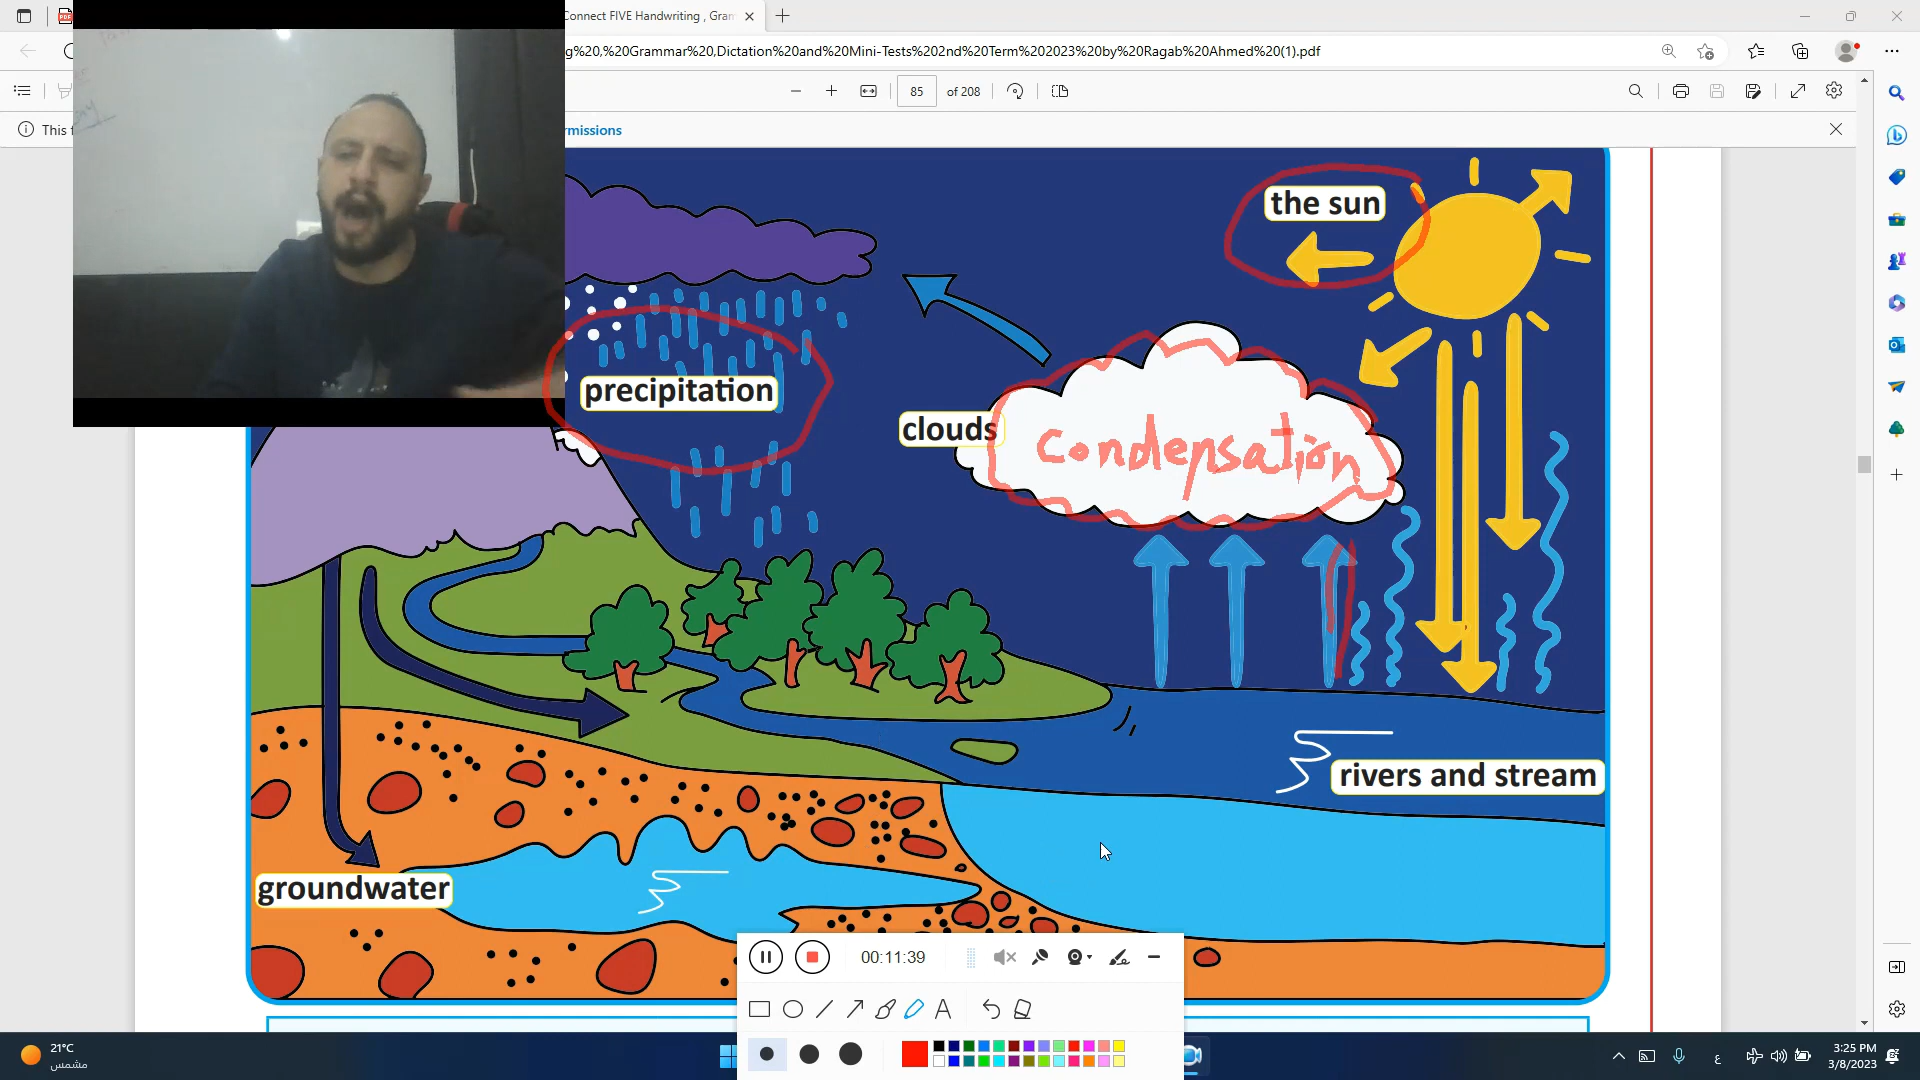 Connect FIVE Handwriting , Gram
g%20,%20Grammar%20,Dictation%20and%20Mini-Tests%202nd%20Term%202023%20by%20Ragab%20Ahmed%20(1).pdf
85 of 208
This f
rmissions
the sun
precipitation
clouds
Condensation
rivers and stream
groundwater
00:11:39
21°C
مشمس
ع
3:25 PM
3/8/2023